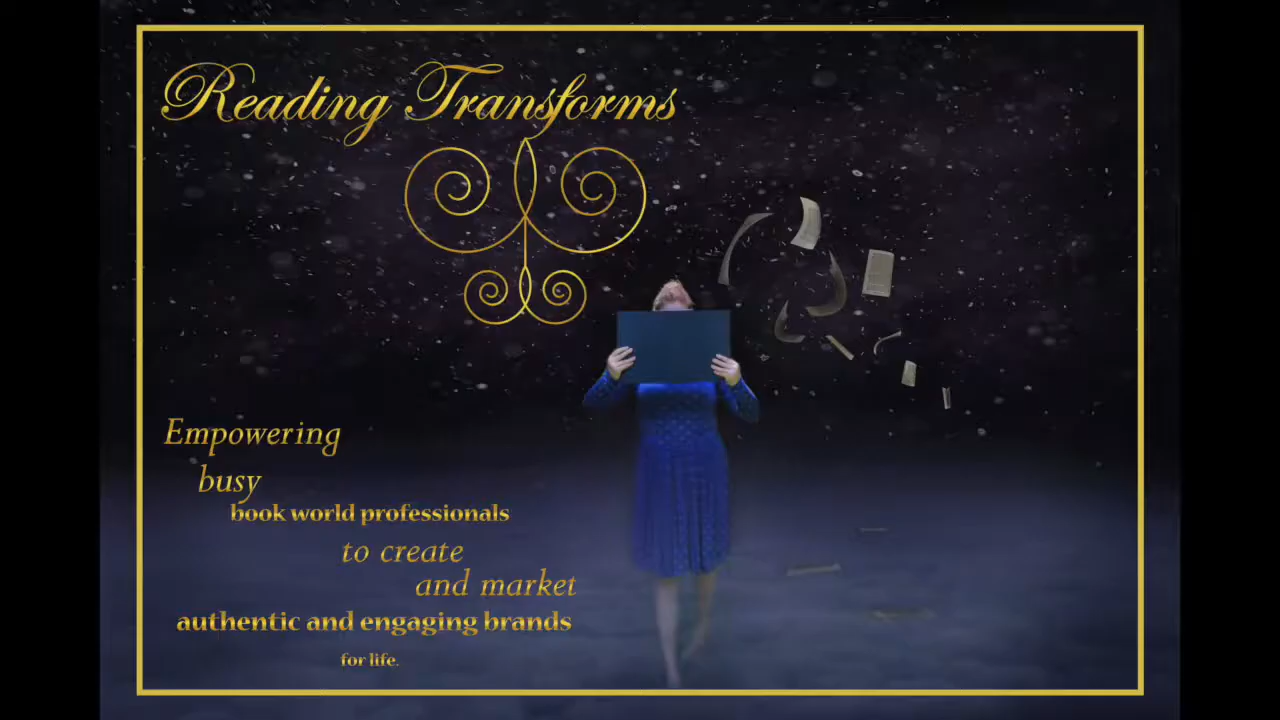 Reading Transforms
Empowering
busy
book world professionals
to create
and market
authentic and engaging brands
for life.